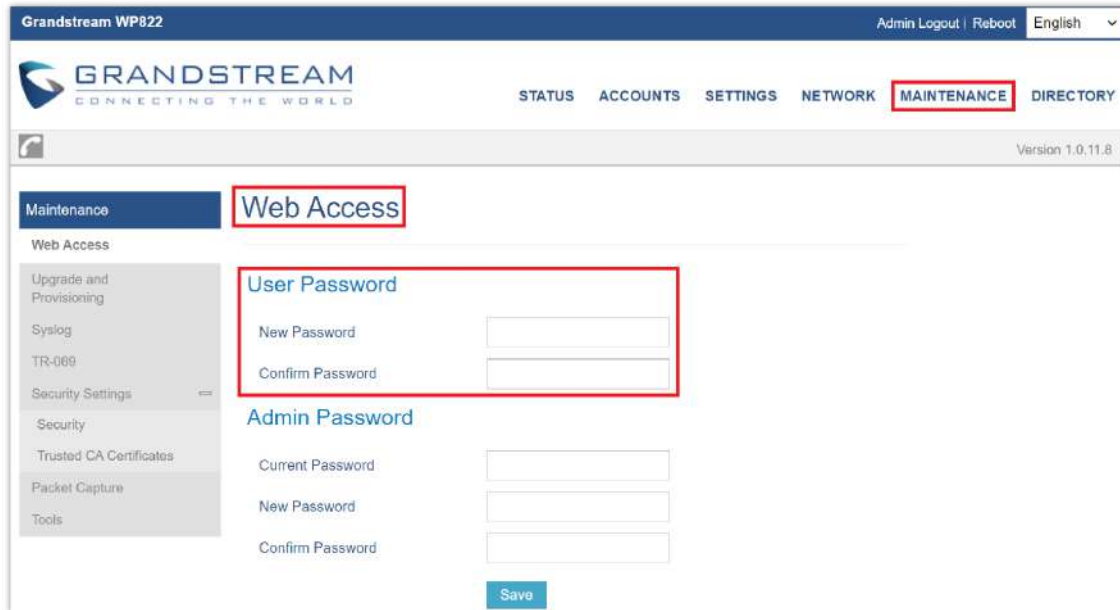 Grandstream WP822
Admin Logout | Reboot English
GRANDSTREAM
CONNECTING THE WORLD
STATUS ACCOUNTS SETTINGS NETWORK MAINTENANCE DIRECTORY
Version 1.0.11.8
Maintenance
Web Access
Upgrade and
Provisioning
Syslog
TR-069
Security Settings
Security
Trusted CA Certificates
Packet Capture
Tools
Web Access
User Password
New Password
Confirm Password
Admin Password
Current Password
New Password
Confirm Password
Save